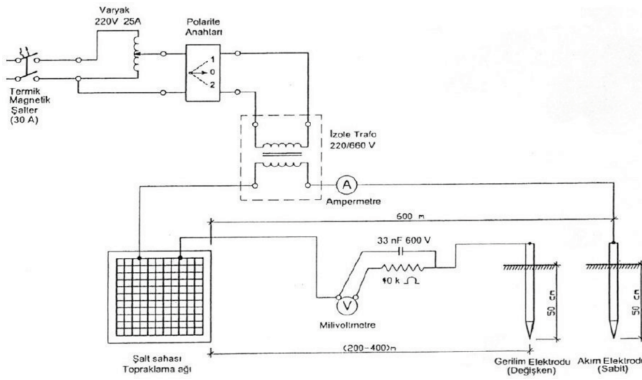 Varyak
220V 25A
Polarite
Anahtarı
1
0
2
Termik
Magnetik
Şalter
(30 A)
İzole Trafo
220/660 V
A
Ampermetre
600 m
33 nF 600 V
10 k
V
Milivoltmetre
50 cm
50 cm
(200-400)m
Şalt sahası
Topraklama ağı
Gerilim Elektrodu
(Değişken)
Akım Elektrodu
(Sabit)